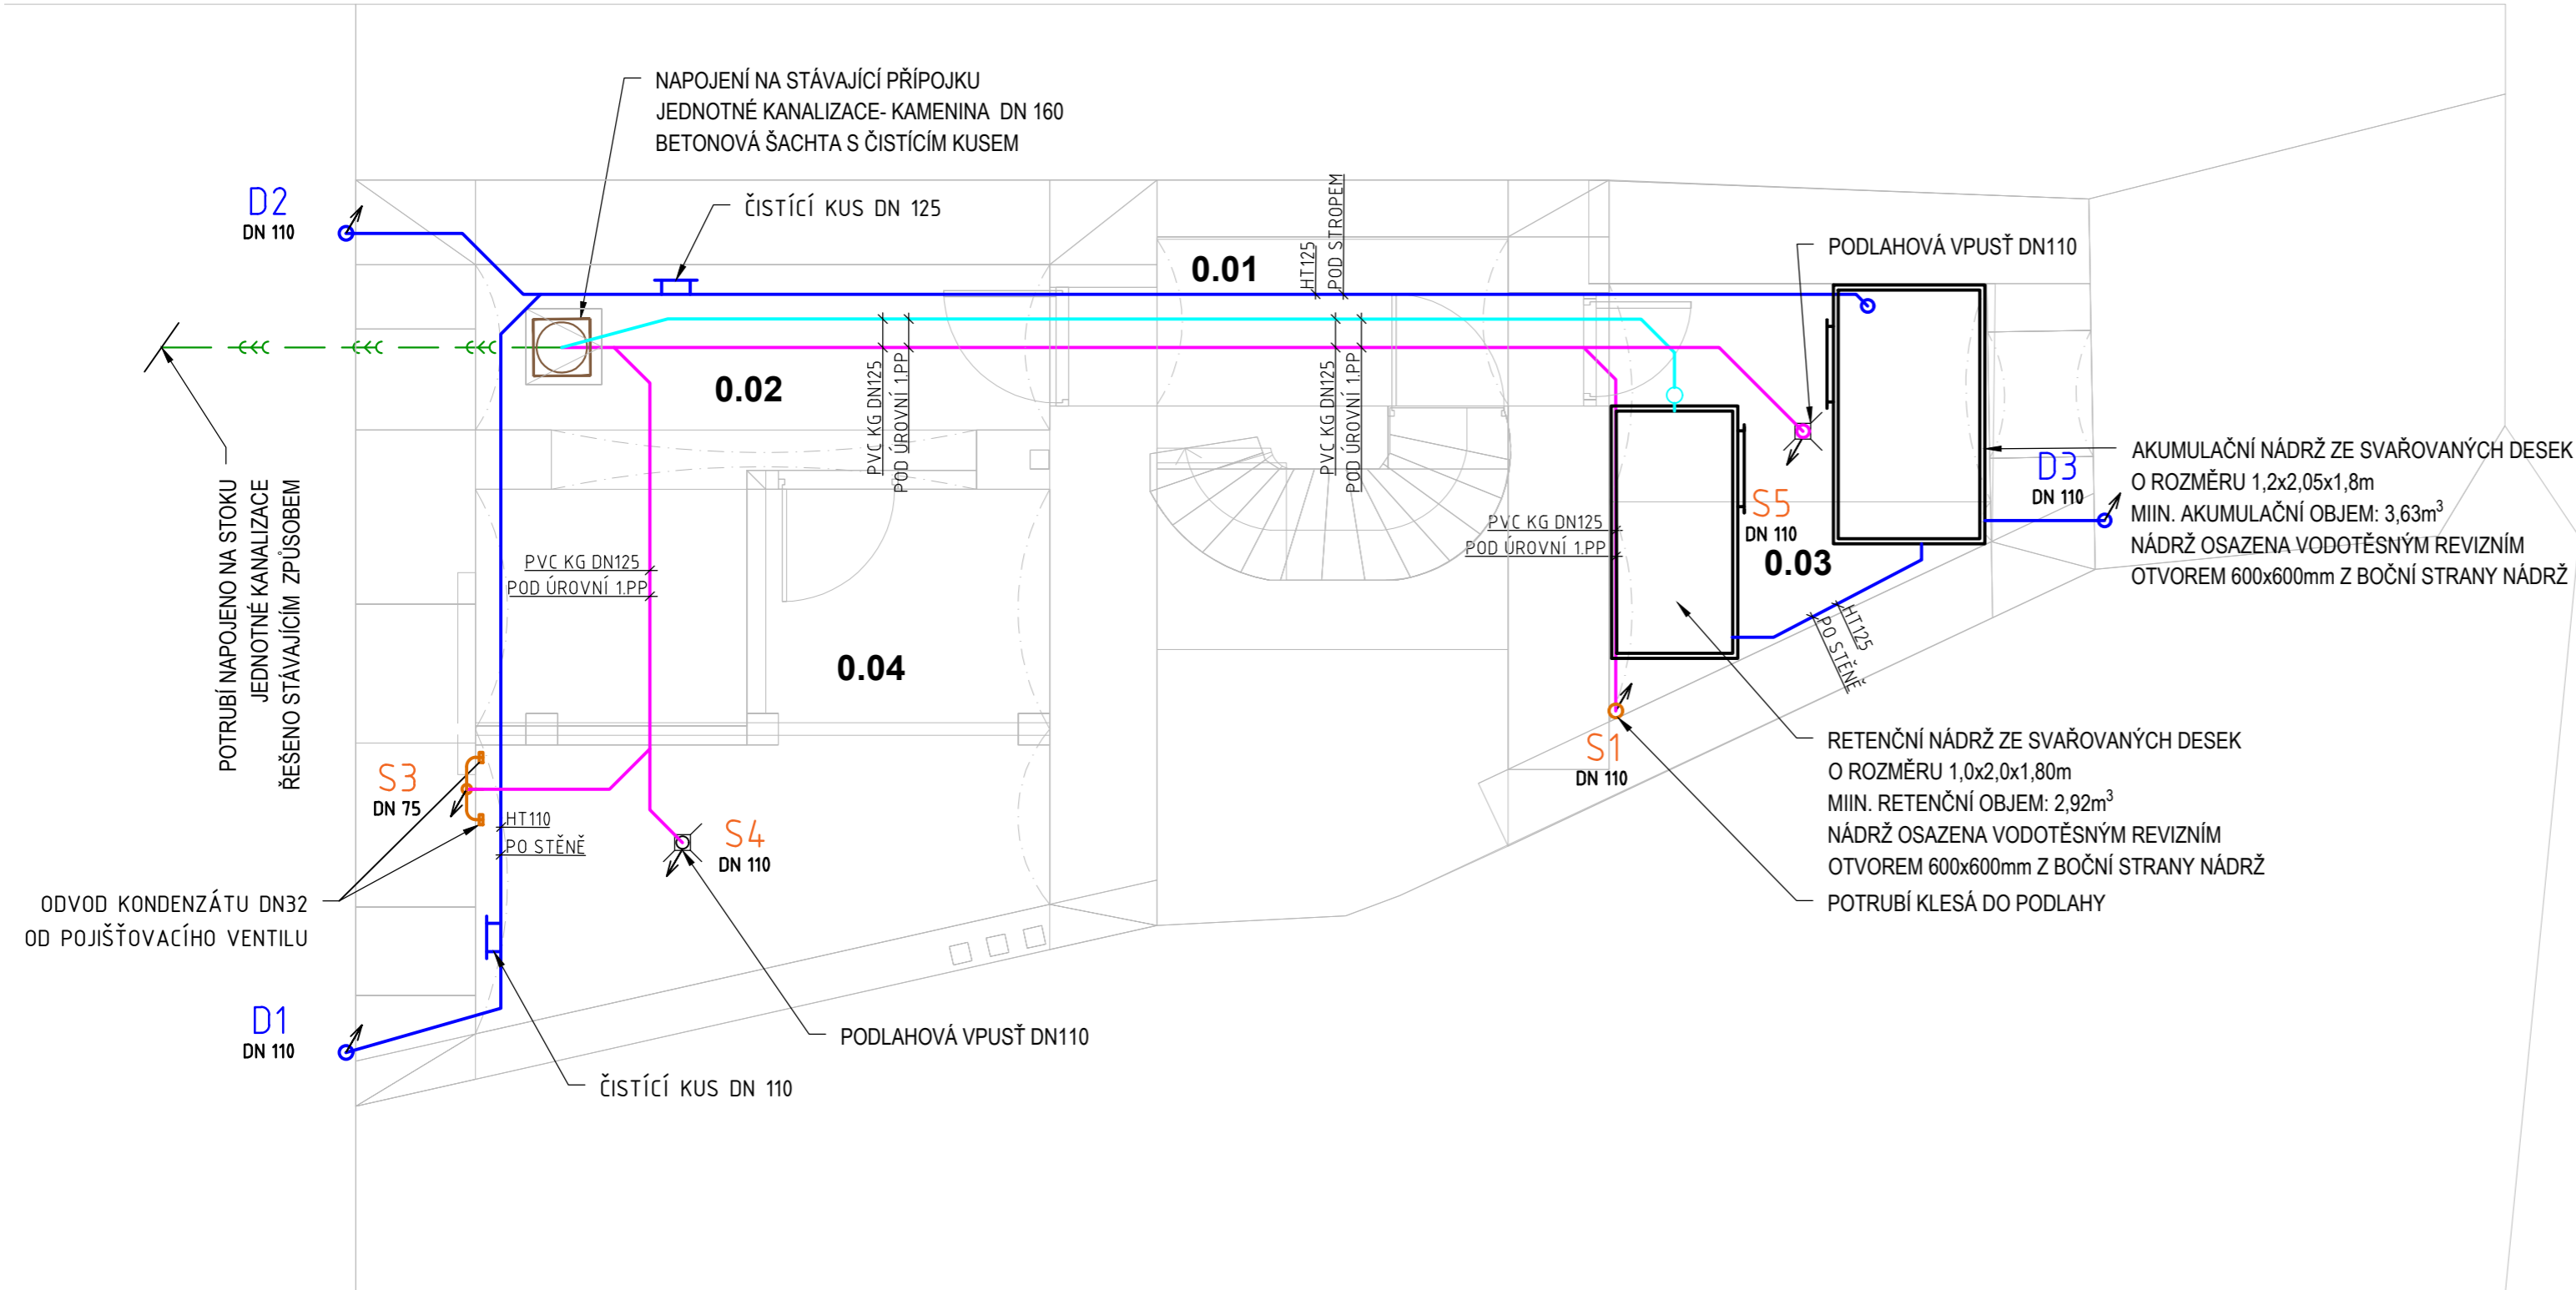 NAPOJENÍ NA STÁVAJÍCÍ PŘÍPOJKU
JEDNOTNÉ KANALIZACE- KAMENINA DN 160
BETONOVÁ ŠACHTA S ČISTÍCÍM KUSEM
D2
DN 110
ČISTÍCÍ KUS DN 125
0.01
HT125
POD STROPEM
PODLAHOVÁ VPUSŤ DN110
0.02
PVC KG DN125
POD ÚROVNÍ 1.PP
PVC KG DN125
POD ÚROVNÍ 1.PP
AKUMULAČNÍ NÁDRŽ ZE SVAŘOVANÝCH DESEK
O ROZMĚRU 1,2x2,05x1,8m
MIIN. AKUMULAČNÍ OBJEM: 3,63m³
NÁDRŽ OSAZENA VODOTĚSNÝM REVIZNÍM
OTVOREM 600x600mm Z BOČNÍ STRANY NÁDRŽ
D3
DN 110
S5
DN 110
0.03
PVC KG DN125
POD ÚROVNÍ 1.PP
POTRUBÍ NAPOJENO NA STOKU
JEDNOTNÉ KANALIZACE
ŘEŠENO STÁVAJÍCÍM ZPŮSOBEM
PVC KG DN125
POD ÚROVNÍ 1.PP
0.04
HT125
PO STĚNĚ
S1
DN 110
RETENČNÍ NÁDRŽ ZE SVAŘOVANÝCH DESEK
O ROZMĚRU 1,0x2,0x1,80m
MIIN. RETENČNÍ OBJEM: 2,92m³
NÁDRŽ OSAZENA VODOTĚSNÝM REVIZNÍM
OTVOREM 600x600mm Z BOČNÍ STRANY NÁDRŽ
POTRUBÍ KLESÁ DO PODLAHY
S3
DN 75
HT110
PO STĚNĚ
S4
DN 110
ODVOD KONDENZÁTU DN32
OD POJIŠŤOVACÍHO VENTILU
D1
DN 110
PODLAHOVÁ VPUSŤ DN110
ČISTÍCÍ KUS DN 110